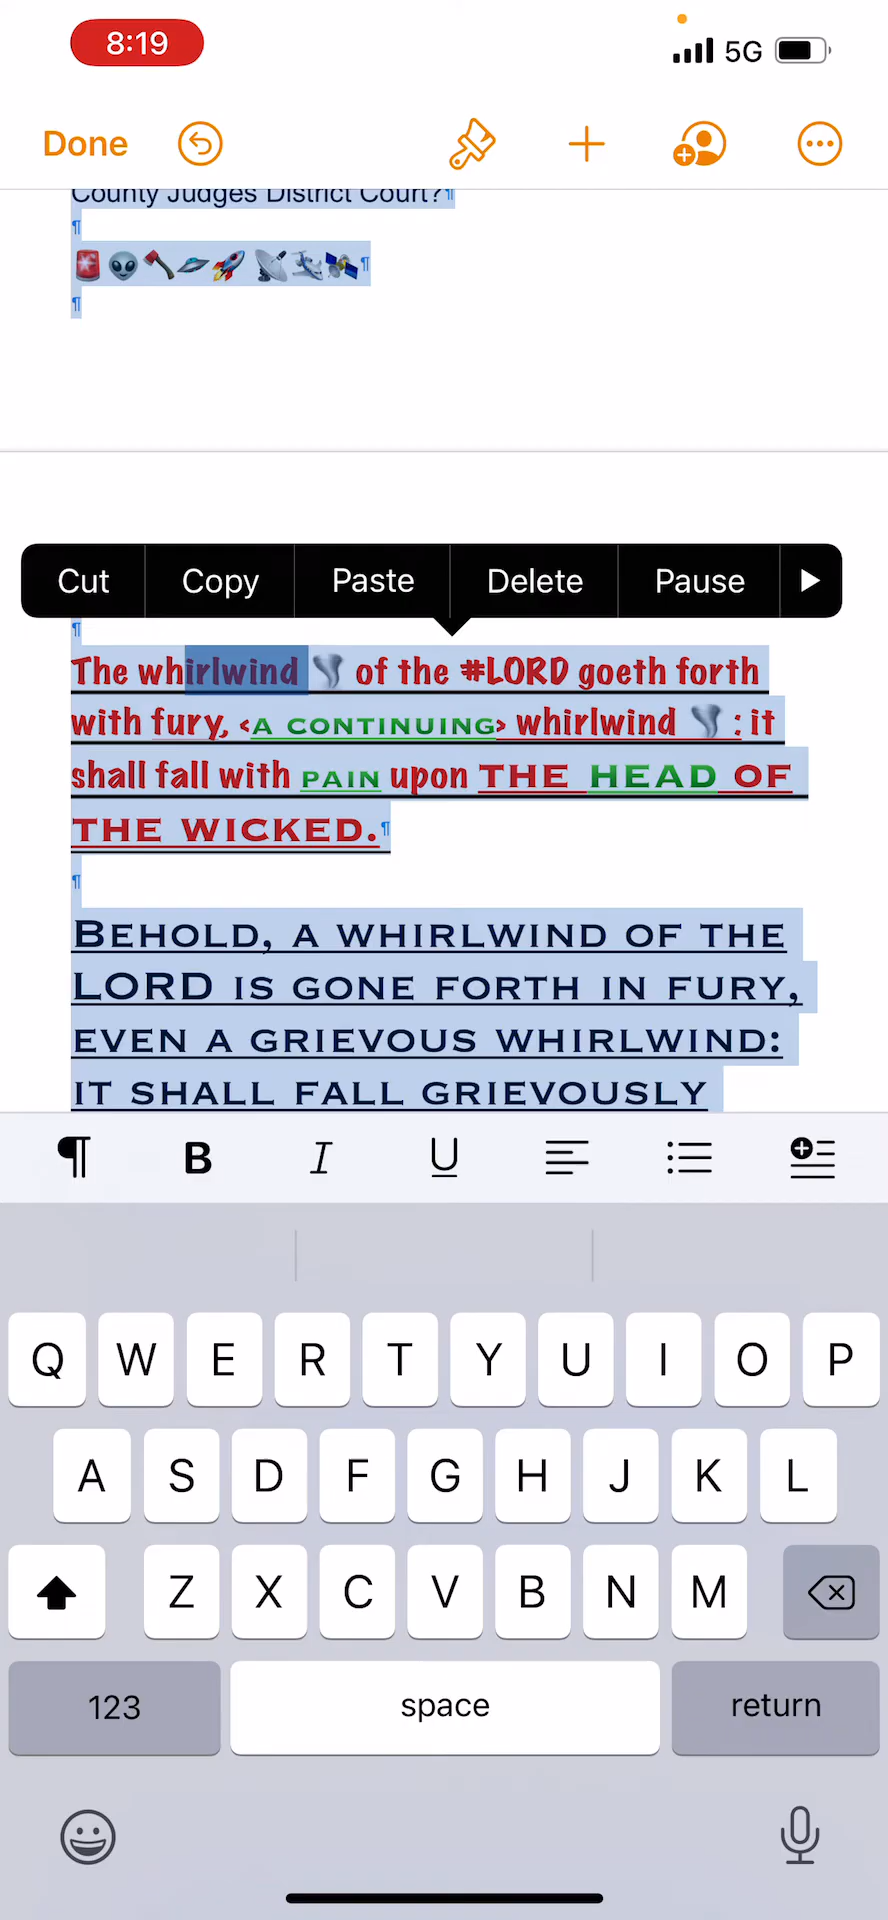 8:19 5G
Done
County Judges District Court?¶
¶
🚨👽🪓🛸🚀📡🛩🛰¶
¶
Cut Copy Paste Delete Pause ▶
¶
The whirlwind 🌪 of the #LORD goeth forth
with fury, <A CONTINUING> whirlwind 🌪 : it
shall fall with PAIN upon THE HEAD OF
THE WICKED.¶
¶
BEHOLD, A WHIRLWIND OF THE
LORD IS GONE FORTH IN FURY,
EVEN A GRIEVOUS WHIRLWIND:
IT SHALL FALL GRIEVOUSLY
¶ B I U
Q W E R T Y U I O P
A S D F G H J K L
Z X C V B N M
123 space return